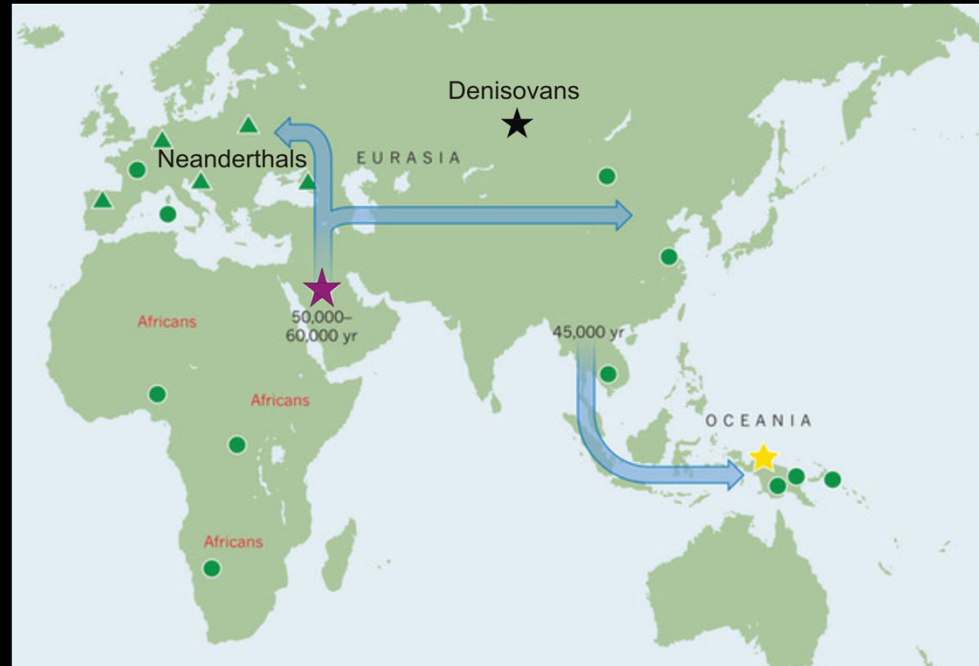 Denisovans
Neanderthals
EURASIA
50,000–
60,000 yr
Africans
45,000 yr
Africans
OCEANIA
Africans